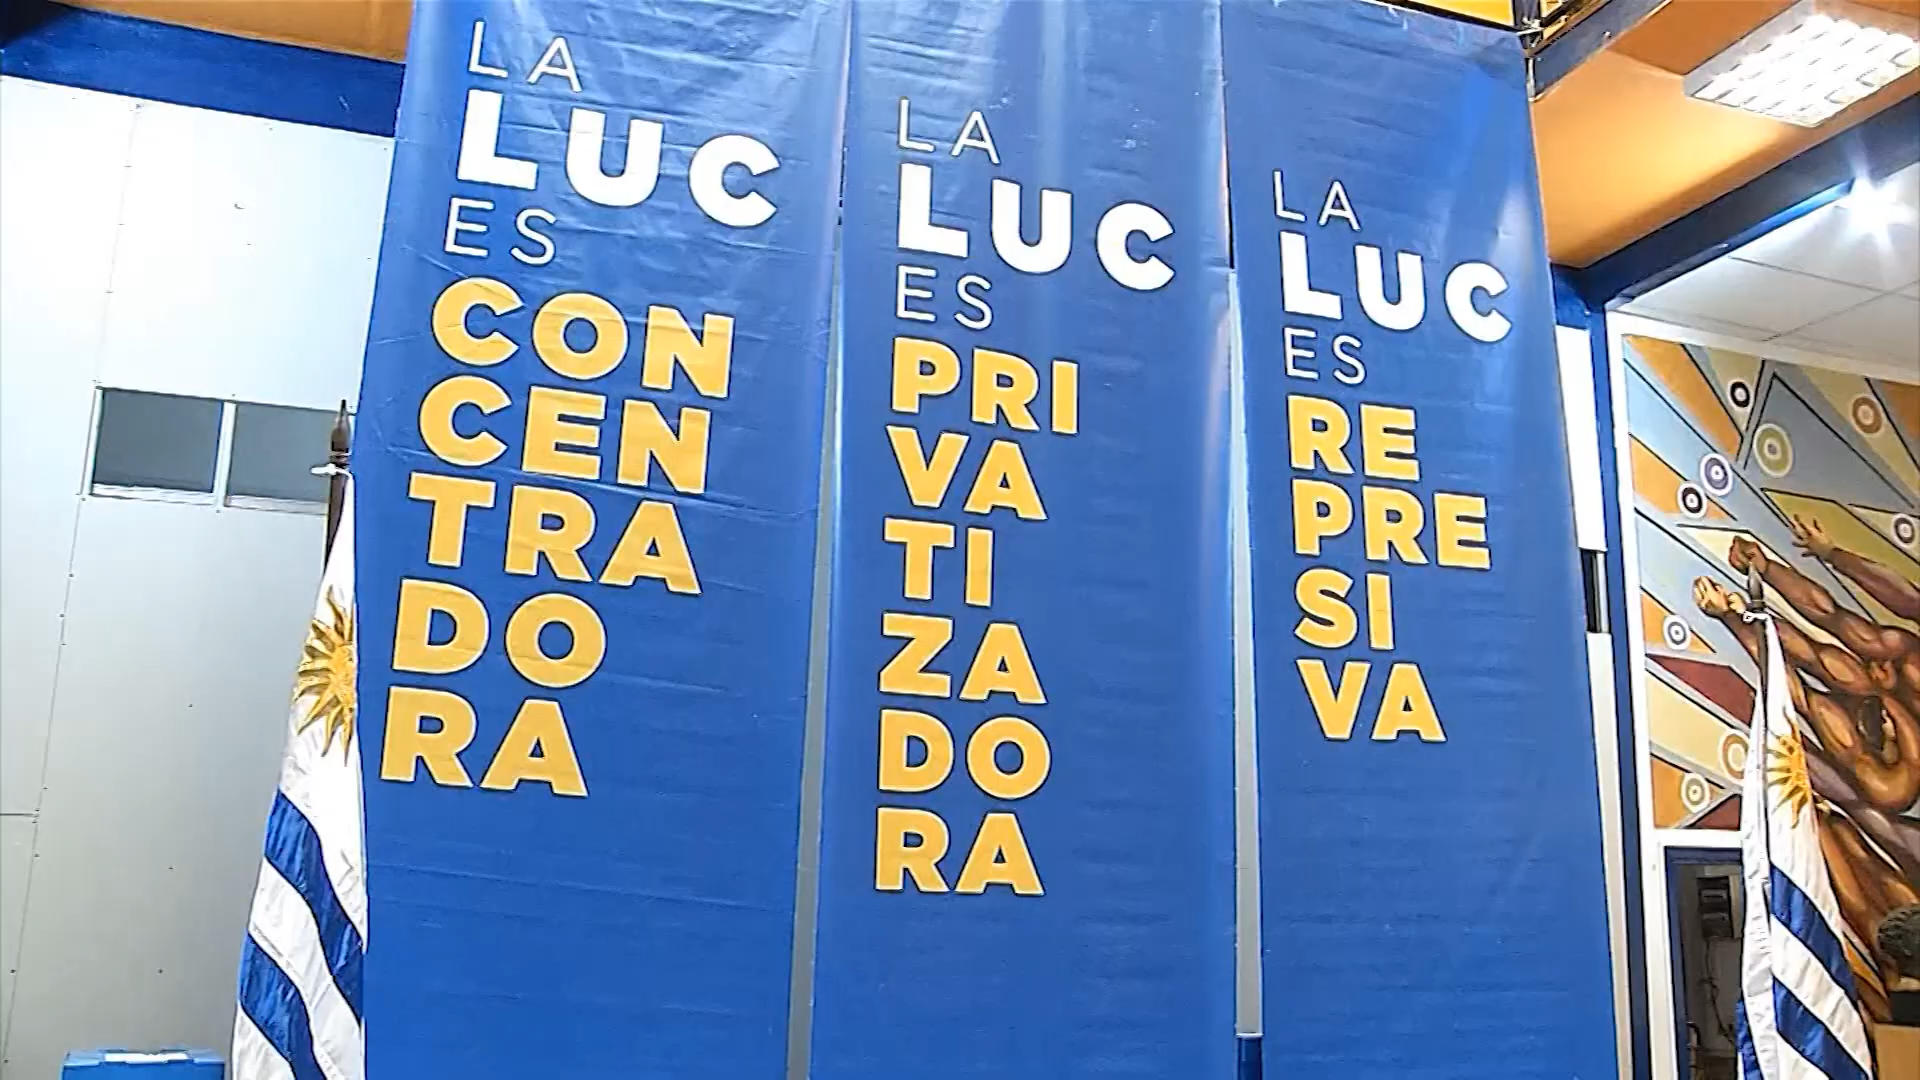 LA
LUC
ES
CON
CEN
TRA
DO
RA
LA
LUC
ES
PRI
VA
TI
ZA
DO
RA
LA
LUC
ES
RE
PRE
SI
VA